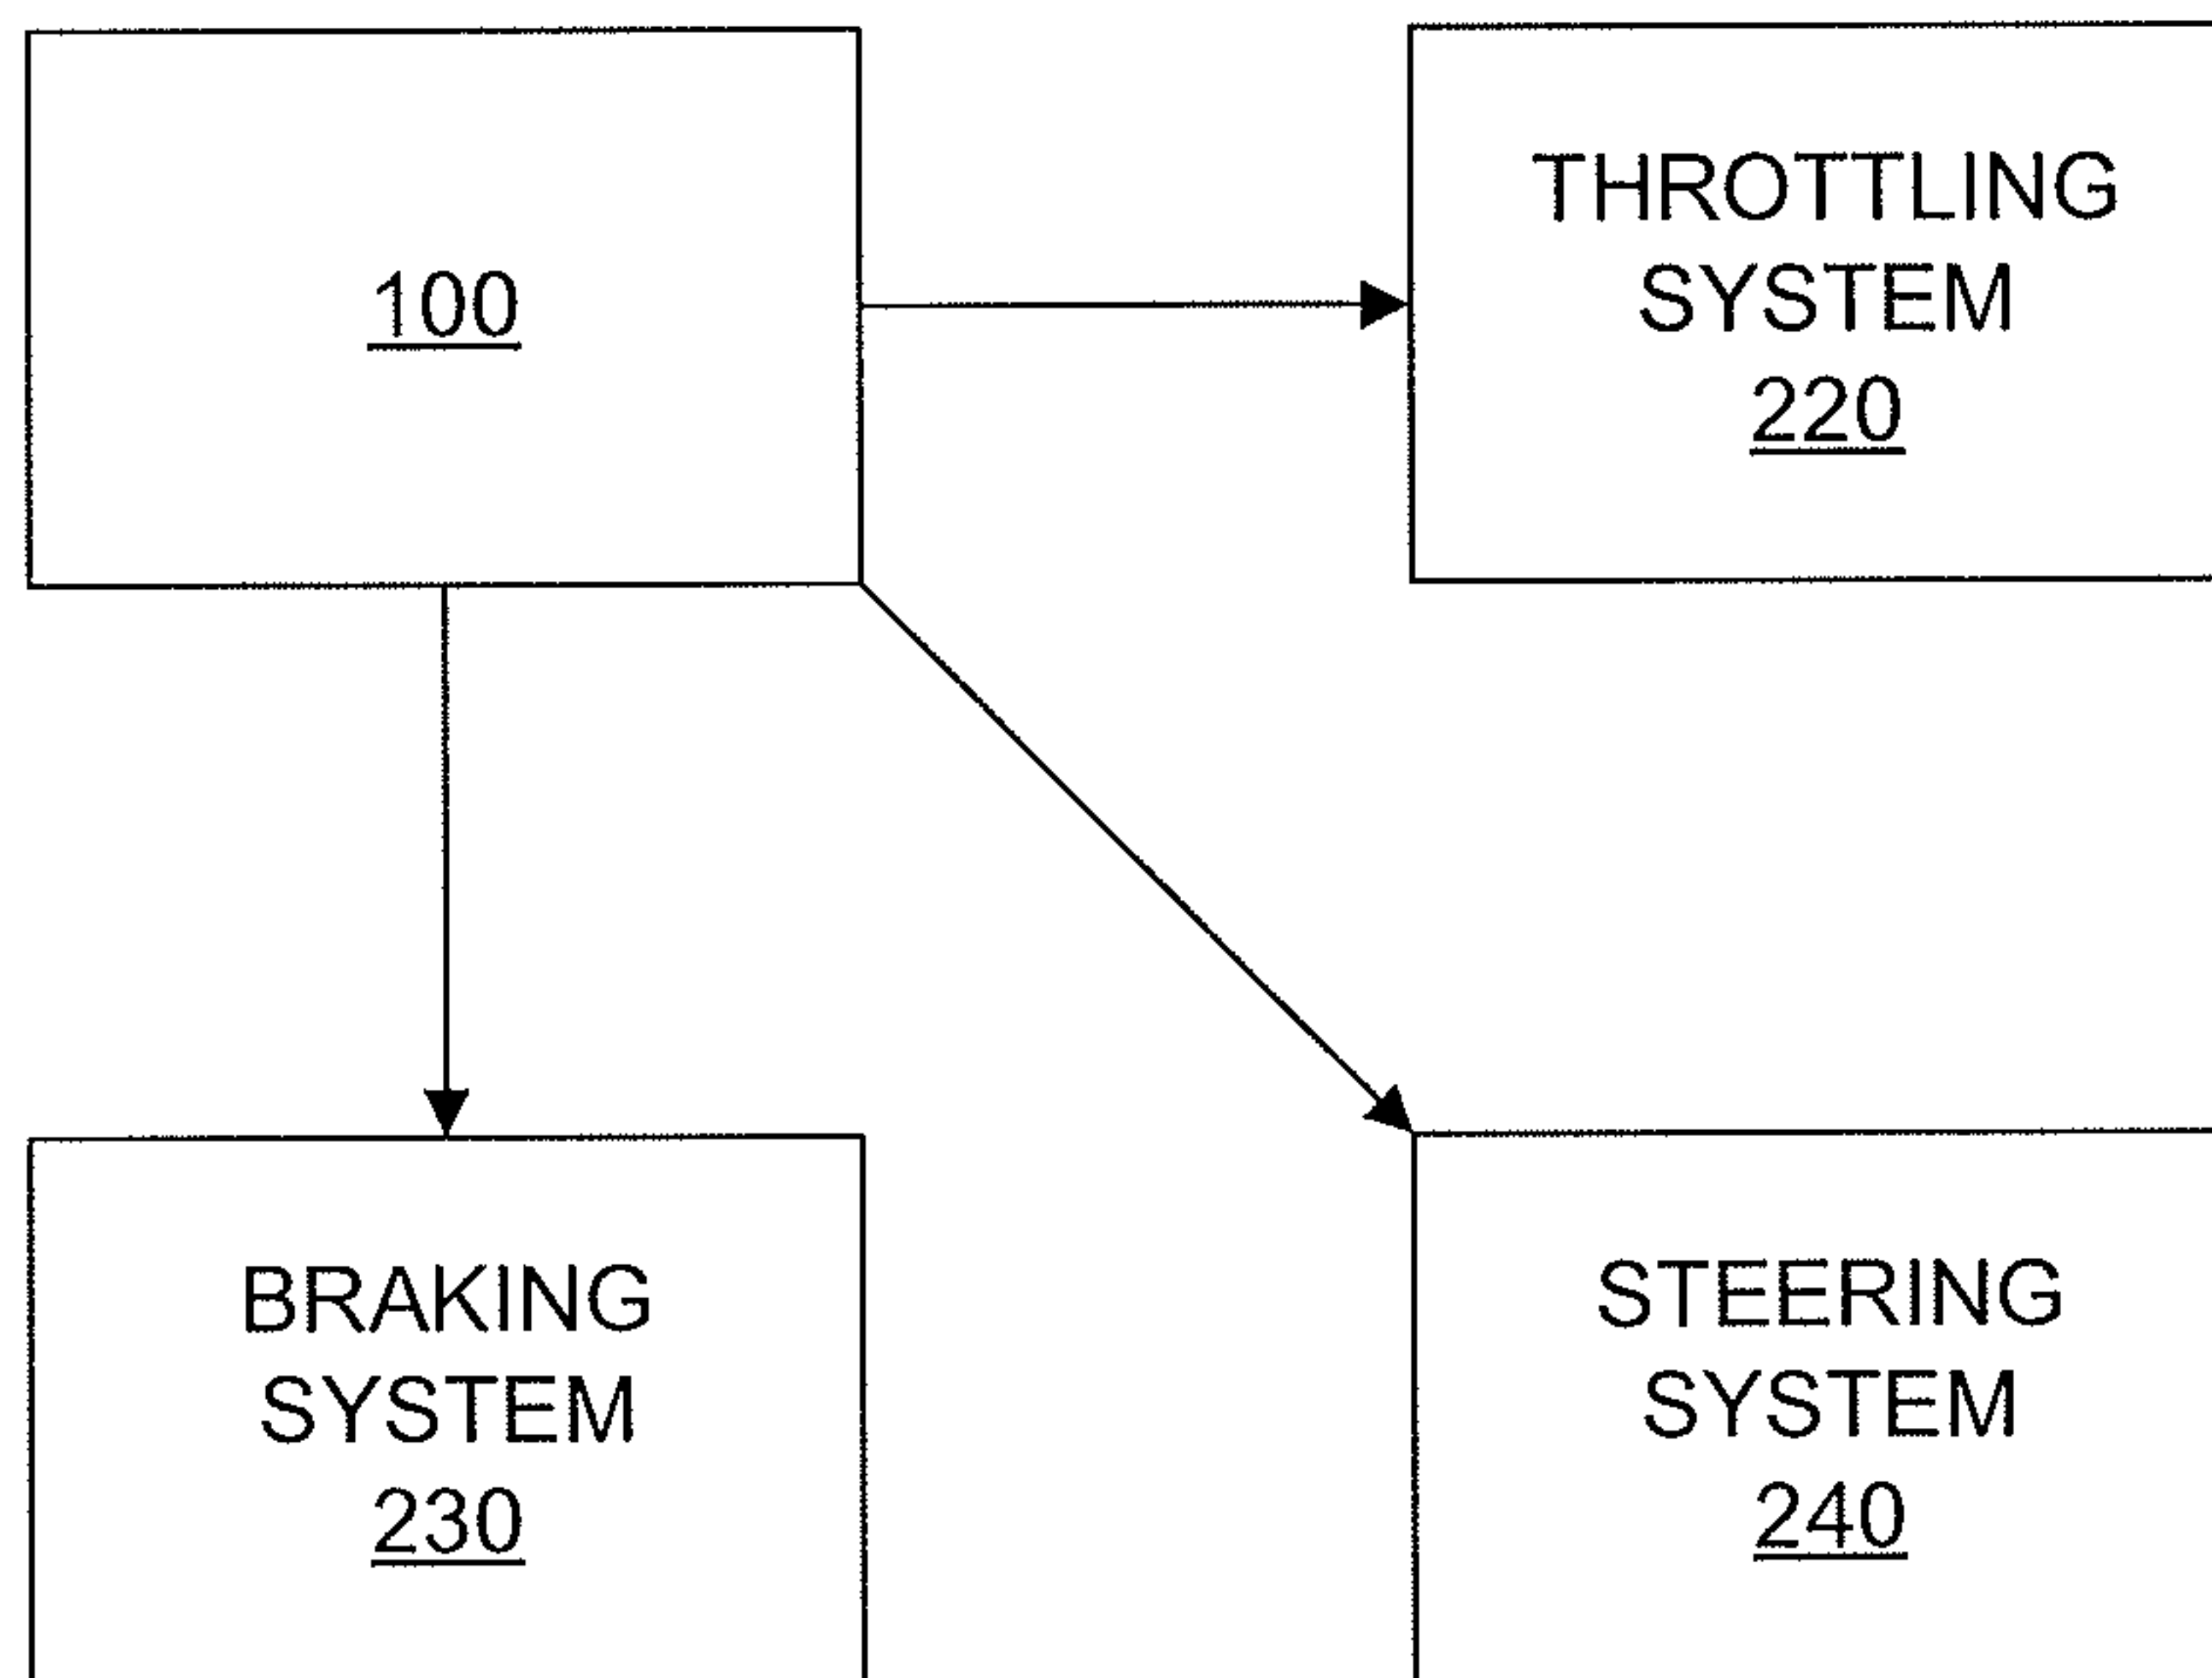 100
THROTTLING
SYSTEM
220
BRAKING
SYSTEM
230
STEERING
SYSTEM
240